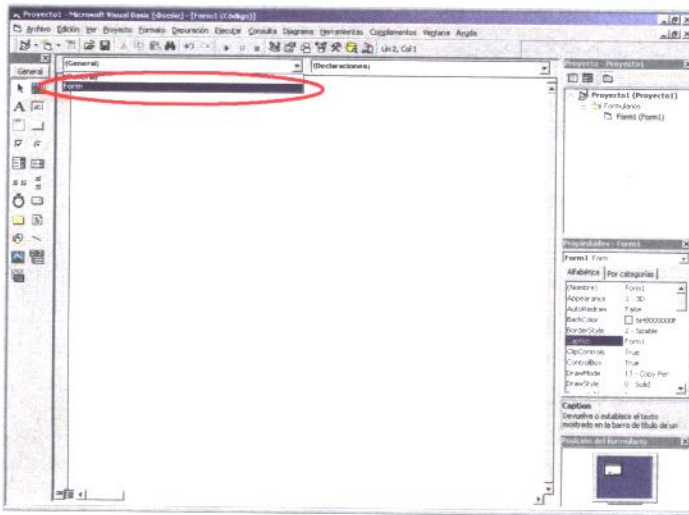 Proyecto1 - Microsoft Visual Basic [diseño] - [Form1 (Código)]
Archivo Edición Ver Proyecto Formato Depuración Ejecutar Consulta Diagrama Herramientas Complementos Ventana Ayuda
Lín 2, Col 1
General
(General)
(Declaraciones)
(General)
Form
Proyecto - Proyecto1
Proyecto1 (Proyecto1)
Formularios
Form1 (Form1)
Propiedades - Form1
Form1 Form
Alfabética Por categorías
(Nombre) Form1
Appearance 1 - 3D
AutoRedraw False
BackColor &H8000000F
BorderStyle 2 - Sizable
Caption Form1
ClipControls True
ControlBox True
DrawMode 13 - Copy Pen
DrawStyle 0 - Solid
Caption
Devuelve o establece el texto
mostrado en la barra de título de un
Posición del formulario